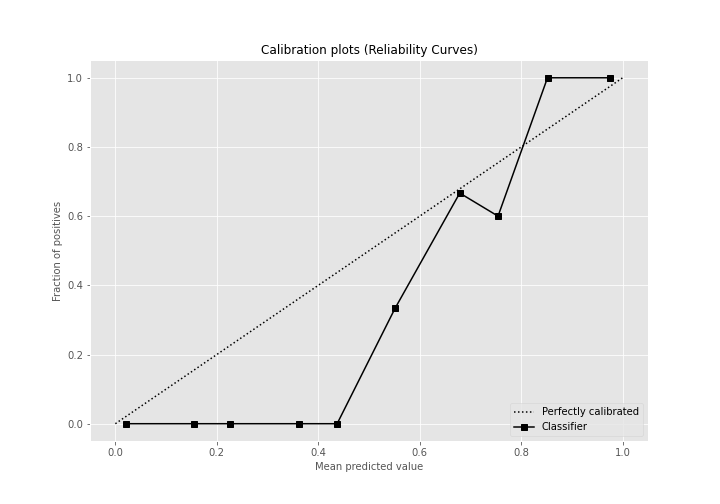 Calibration plots (Reliability Curves)
1.0
0.8
0.6
0.4
0.2
0.0
Fraction of positives
Perfectly calibrated
Classifier
0.0 0.2 0.4 0.6 0.8 1.0
Mean predicted value